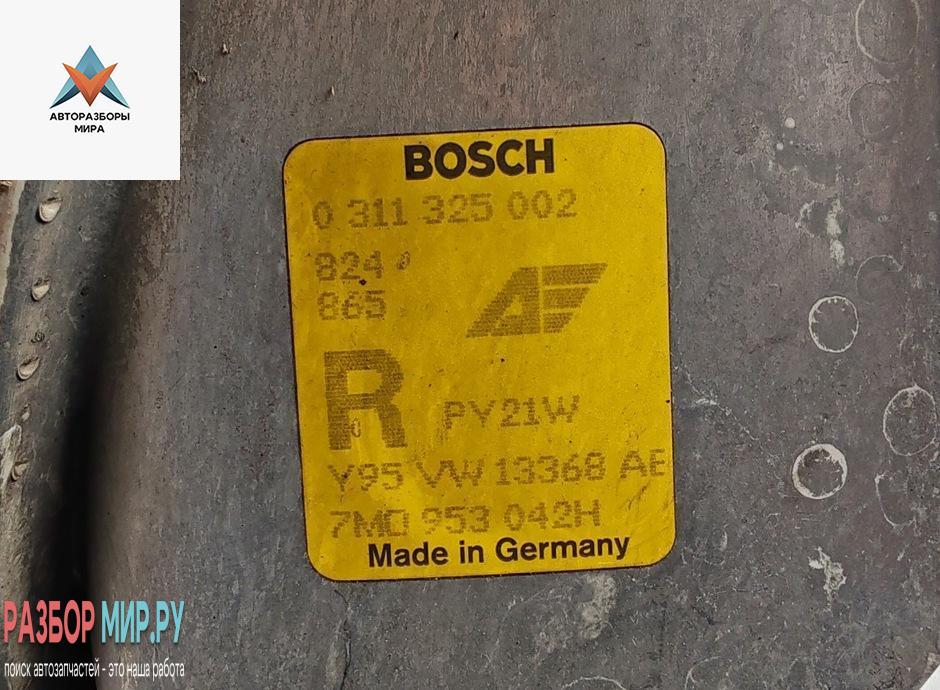 АВТОРАЗБОРЫ
МИРА
BOSCH
0 311 325 002
824
865
AE
R
PY21W
Y95 VW 13368 AE
7M0 953 042H
Made in Germany
РАЗБОР МИР.РУ
поиск автозапчастей - это наша работа